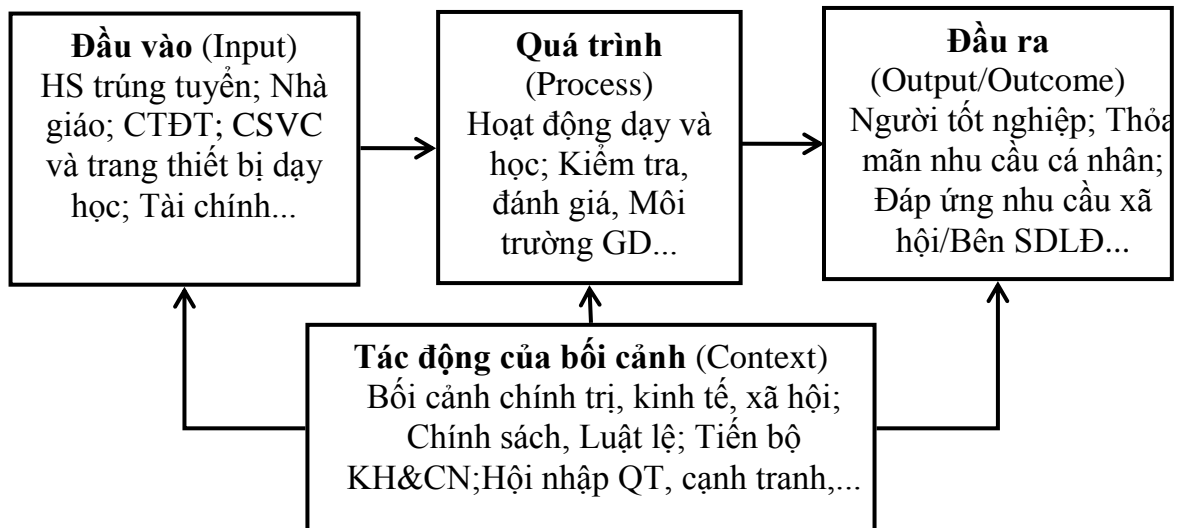 Đầu vào (Input)
HS trúng tuyển; Nhà
giáo; CTĐT; CSVC
và trang thiết bị dạy
học; Tài chính...
Quá trình
(Process)
Hoạt động dạy và
học; Kiểm tra,
đánh giá, Môi
trường GD...
Đầu ra
(Output/Outcome)
Người tốt nghiệp; Thỏa
mãn nhu cầu cá nhân;
Đáp ứng nhu cầu xã
hội/Bên SDLĐ...
Tác động của bối cảnh (Context)
Bối cảnh chính trị, kinh tế, xã hội;
Chính sách, Luật lệ; Tiến bộ
KH&CN;Hội nhập QT, cạnh tranh,...